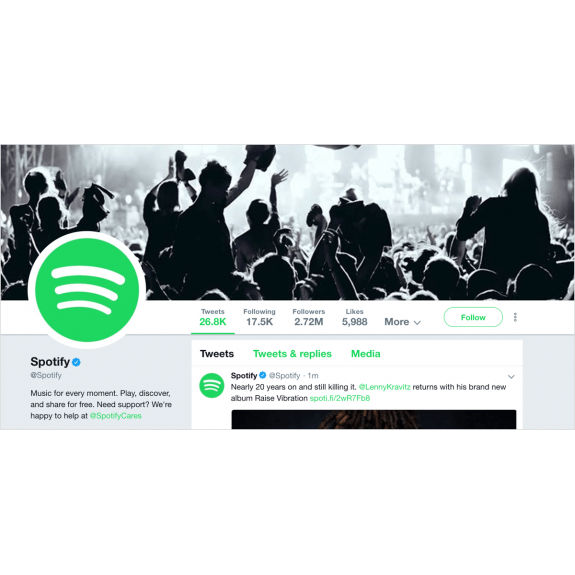 Tweets Following Followers Likes
26.8K 17.5K 2.72M 5,988 More Follow
Spotify
@Spotify
Music for every moment. Play, discover,
and share for free. Need support? We're
happy to help at @SpotifyCares
Tweets Tweets & replies Media
Spotify @Spotify · 1m
Nearly 20 years on and still killing it. @LennyKravitz returns with his brand new
album Raise Vibration spoti.fi/2wR7Fb8